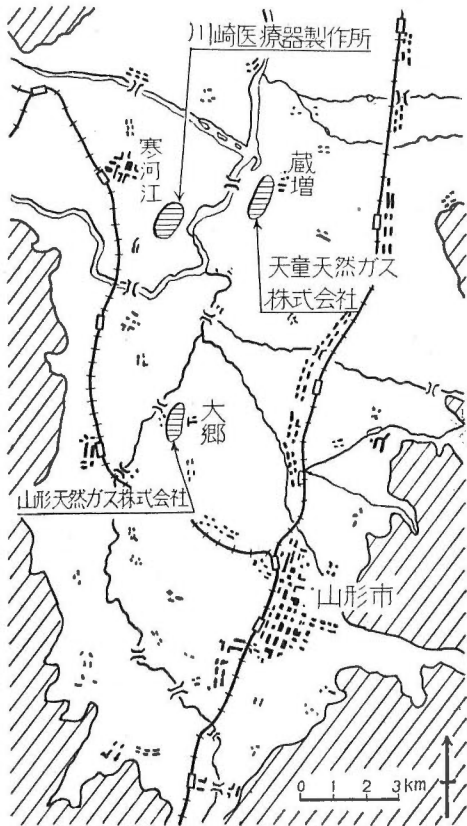 川崎医療器製作所
寒河江
蔵増
天童天然ガス
株式会社
大郷
山形天然ガス株式会社
山形市
0 1 2 3km